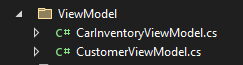 ViewModel
C# CarInventoryViewModel.cs
C# CustomerViewModel.cs